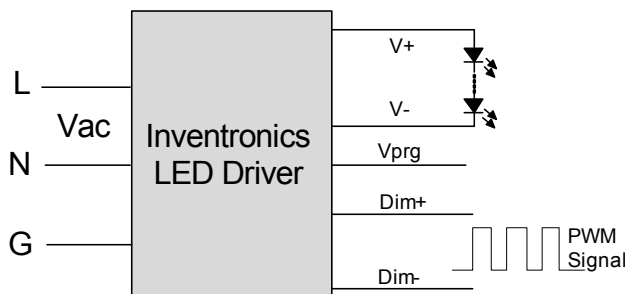 L
Vac
N
G
Inventronics
LED Driver
V+
V-
Vprg
Dim+
Dim-
PWM
Signal